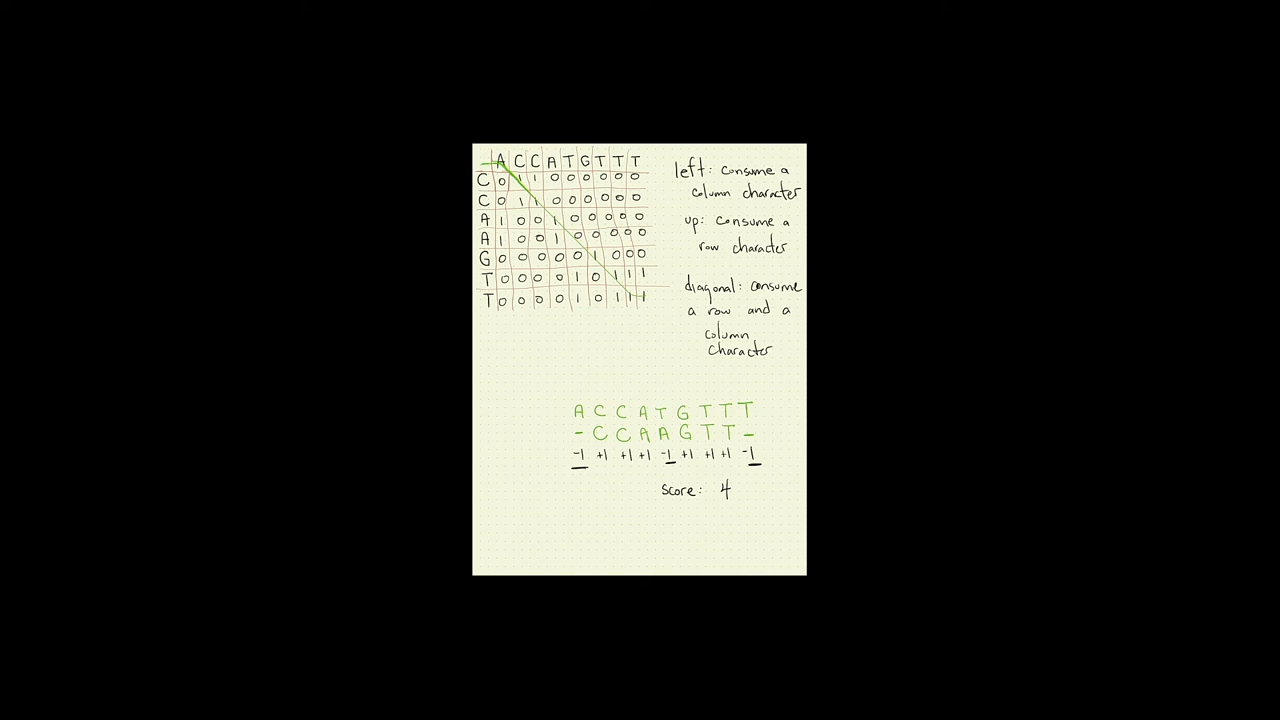 A C C A T G T T T
C 0 1 1 0 0 0 0 0 0
C 0 1 1 0 0 0 0 0 0
A 1 0 0 1 0 0 0 0 0
A 1 0 0 1 0 0 0 0 0
G 0 0 0 0 0 1 0 0 0
T 0 0 0 0 1 0 1 1 1
T 0 0 0 0 1 0 1 1 1
left: consume a
column character
up: consume a
row character
diagonal: consume
a row and a
column
character
A C C A T G T T T
- C C A A G T T -
-1 +1 +1 +1 -1 +1 +1 +1 -1
score: 4